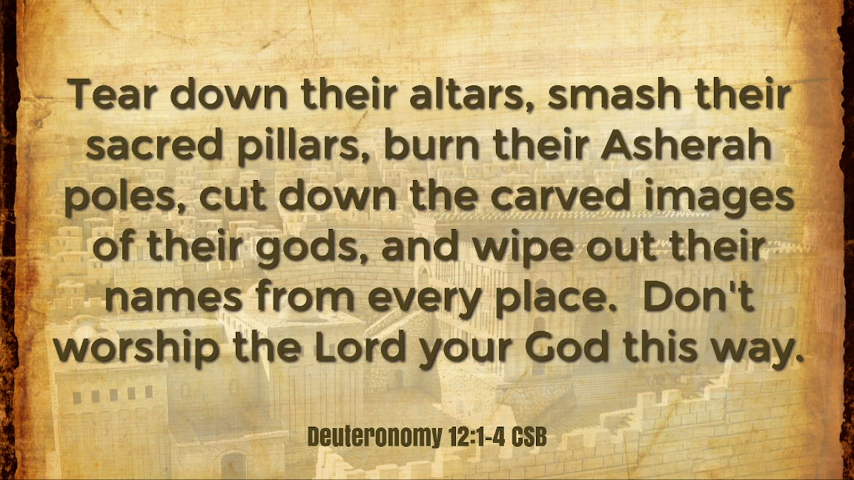 Tear down their altars, smash their
sacred pillars, burn their Asherah
poles, cut down the carved images
of their gods, and wipe out their
names from every place.  Don't
worship the Lord your God this way.
Deuteronomy 12:1-4 CSB